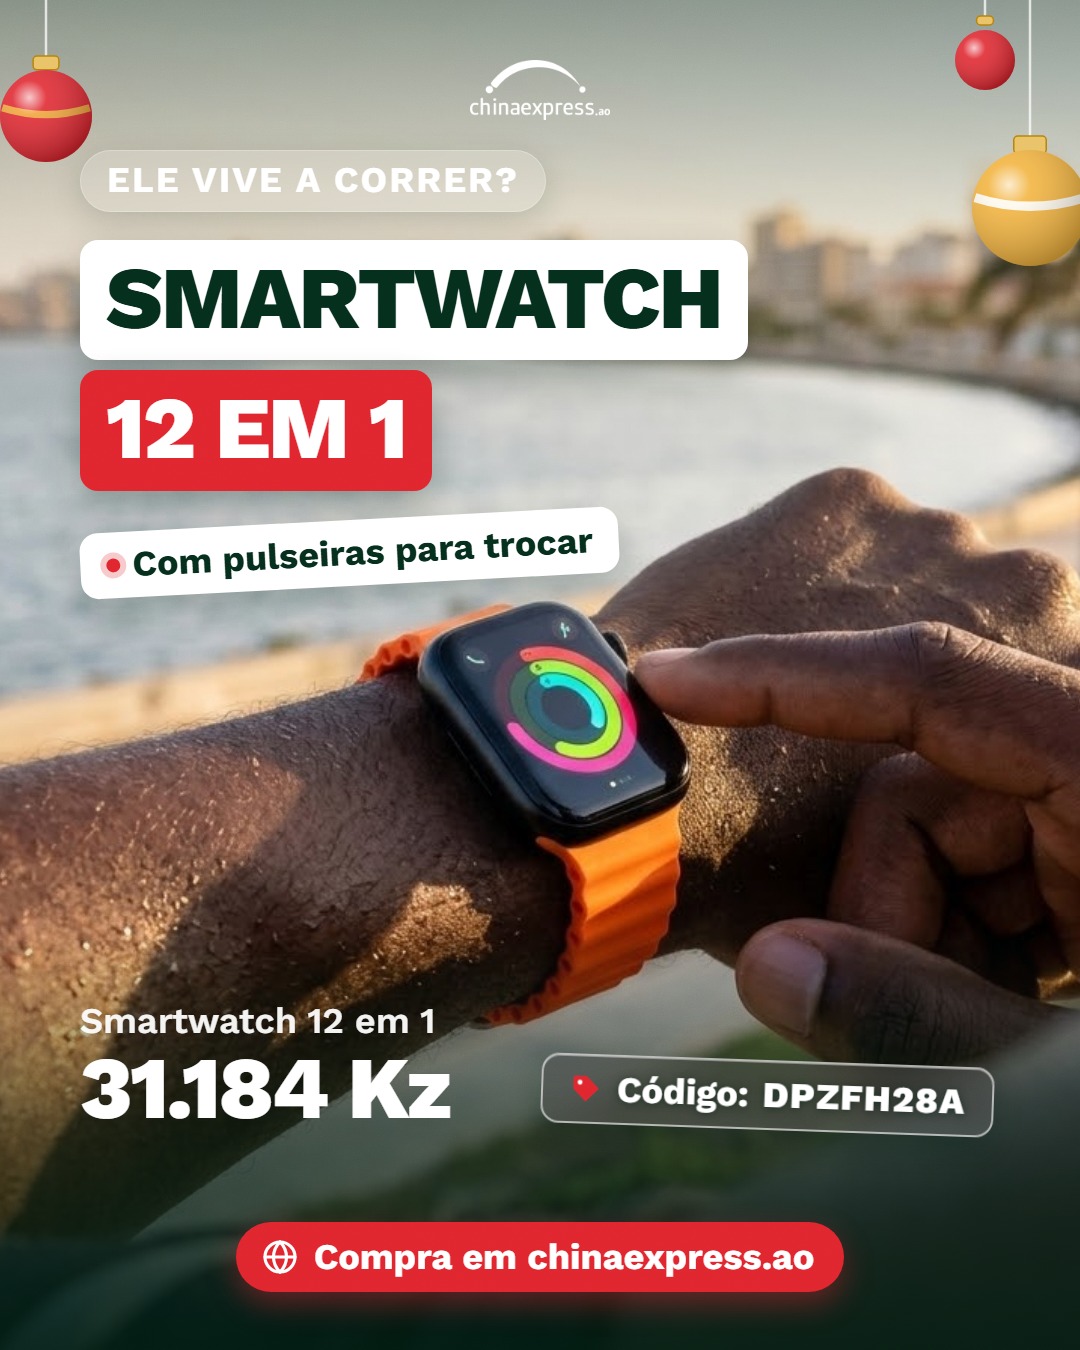 chinaexpress.ao
ELE VIVE A CORRER?
SMARTWATCH
12 EM 1
Com pulseiras para trocar
Smartwatch 12 em 1
31.184 Kz
Código: DPZFH28A
Compra em chinaexpress.ao